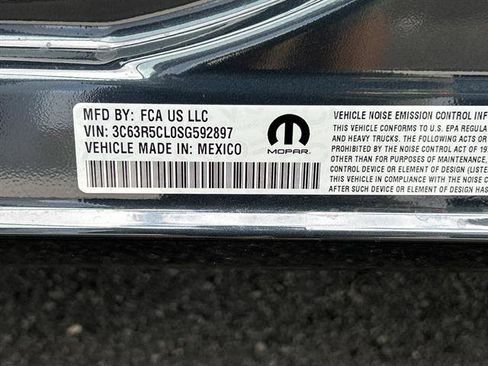 MFD BY: FCA US LLC
VIN: 3C63R5CL0SG592897
VEHICLE MADE IN: MEXICO
MOPAR
VEHICLE NOISE EMISSION CONTROL INF
THIS VEHICLE CONFORMS TO U.S. EPA REGULA
AND HEAVY TRUCKS. THE FOLLOWING ACTS OR
PROHIBITED BY THE NOISE CONTROL ACT OF 19
OTHER THAN FOR PURPOSES OF MAINTENANCE,
CONTROL DEVICE OR ELEMENT OF DESIGN (LISTE
THIS VEHICLE IN COMPLIANCE WITH THE NOISE C
AFTER SUCH DEVICE OR ELEMENT OF DESIGN HAS